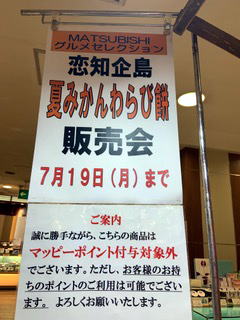 MATSUBISHI
グルメセレクション
恋知企島
夏みかんわらび餅
販売会
7月19日(月)まで
ご案内
誠に勝手ながら、こちらの商品は
マッピーポイント付与対象外
でございます。ただし、お客様のお持
ちのポイントのご利用は可能でござい
ます。 よろしくお願いいたします。